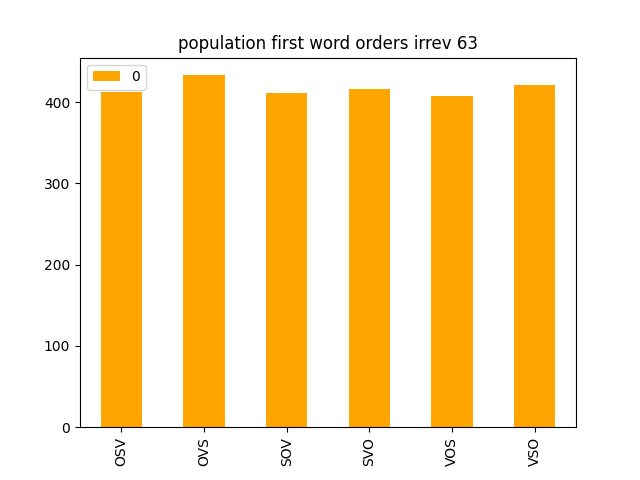 population first word orders irrev 63
0
400
300
200
100
0
OSV
OVS
SOV
SVO
VOS
VSO